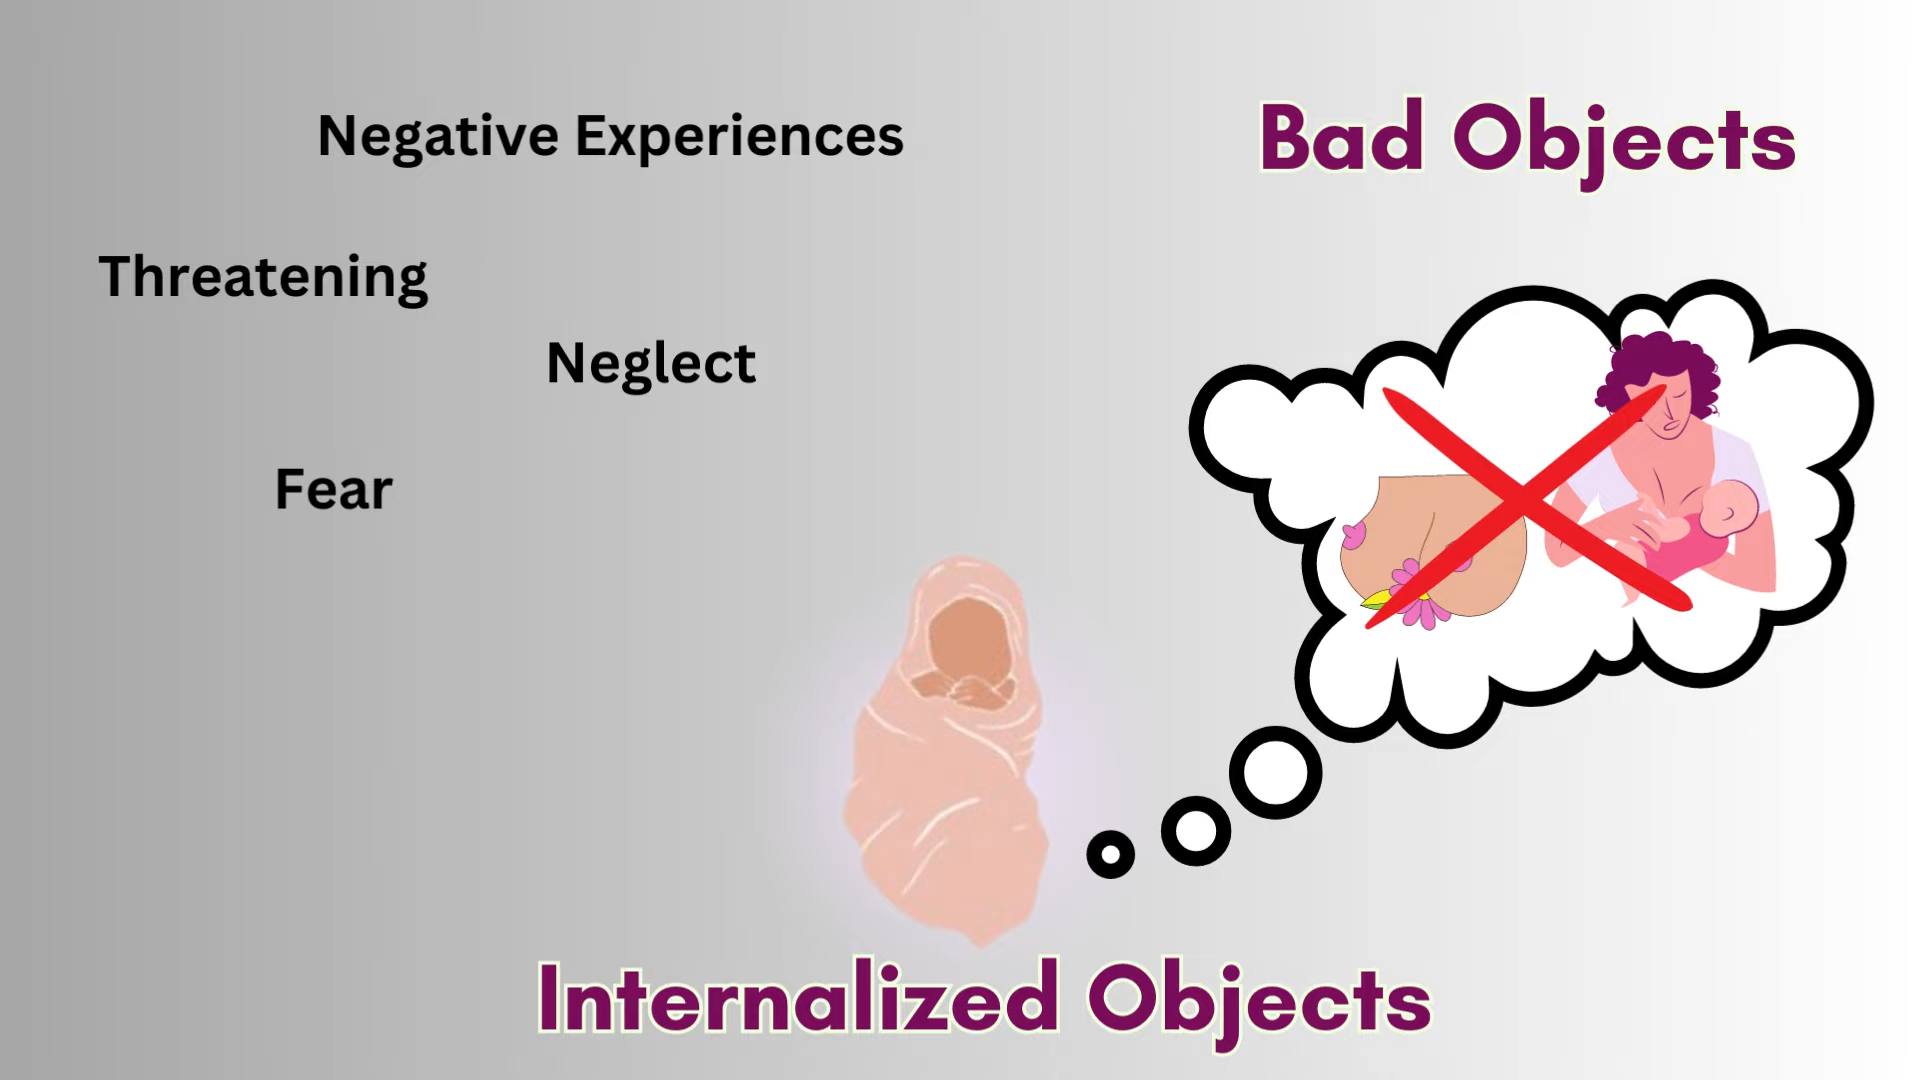 Negative Experiences
Bad Objects
Threatening
Neglect
Fear
Internalized Objects